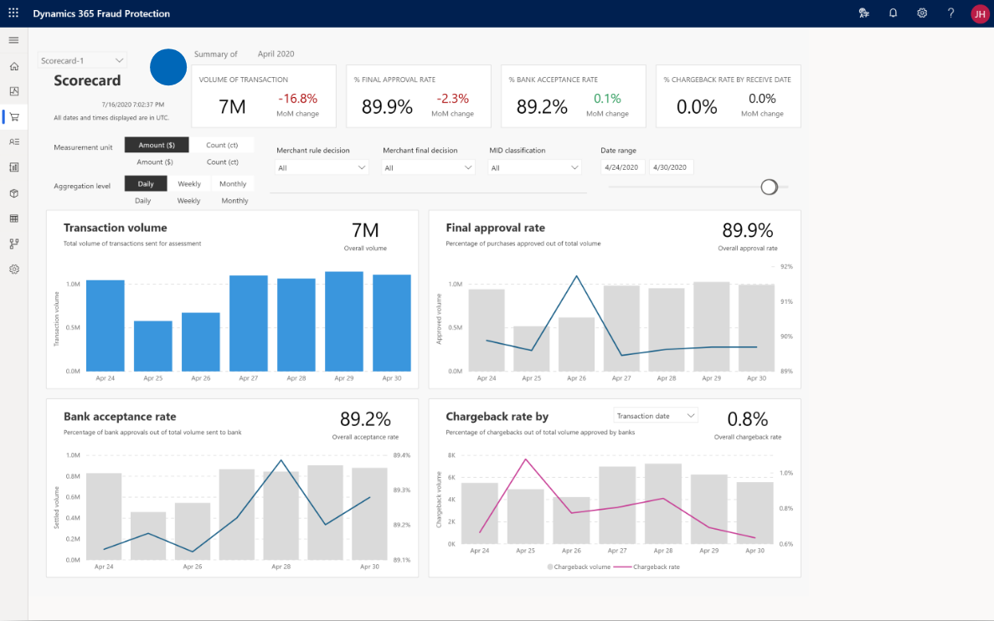 Dynamics 365 Fraud Protection
?
JH
Scorecard-1
Summary of April 2020
Scorecard
7/16/2020 7:02:37 PM
All dates and times displayed are in UTC.
VOLUME OF TRANSACTION
7M
-16.8%
MoM change
% FINAL APPROVAL RATE
89.9%
-2.3%
MoM change
% BANK ACCEPTANCE RATE
89.2%
0.1%
MoM change
% CHARGEBACK RATE BY RECEIVE DATE
0.0%
0.0%
MoM change
Measurement unit
Amount ($) Count (ct)
Amount ($) Count (ct)
Aggregation level
Daily Weekly Monthly
Daily Weekly Monthly
Merchant rule decision
All
Merchant final decision
All
MID classification
All
Date range
4/24/2020 4/30/2020
Transaction volume
Total volume of transactions sent for assessment
7M
Overall volume
Transaction volume
1.0M
0.5M
0.0M
Apr 24 Apr 25 Apr 26 Apr 27 Apr 28 Apr 29 Apr 30
Final approval rate
Percentage of purchases approved out of total volume
89.9%
Overall approval rate
Approved volume
1.0M
0.5M
0.0M
92%
91%
90%
89%
Apr 24 Apr 25 Apr 26 Apr 27 Apr 28 Apr 29 Apr 30
Bank acceptance rate
Percentage of bank approvals out of total volume sent to bank
89.2%
Overall acceptance rate
Settled volume
1.0M
0.8M
0.6M
0.4M
0.2M
0.0M
89.4%
89.3%
89.2%
89.1%
Apr 24 Apr 26 Apr 28 Apr 30
Chargeback rate by
Transaction date
Percentage of chargebacks out of total volume approved by banks
0.8%
Overall chargeback rate
Chargeback volume
8K
6K
4K
2K
0K
1.0%
0.8%
0.6%
Apr 24 Apr 25 Apr 26 Apr 27 Apr 28 Apr 29 Apr 30
Chargeback volume Chargeback rate